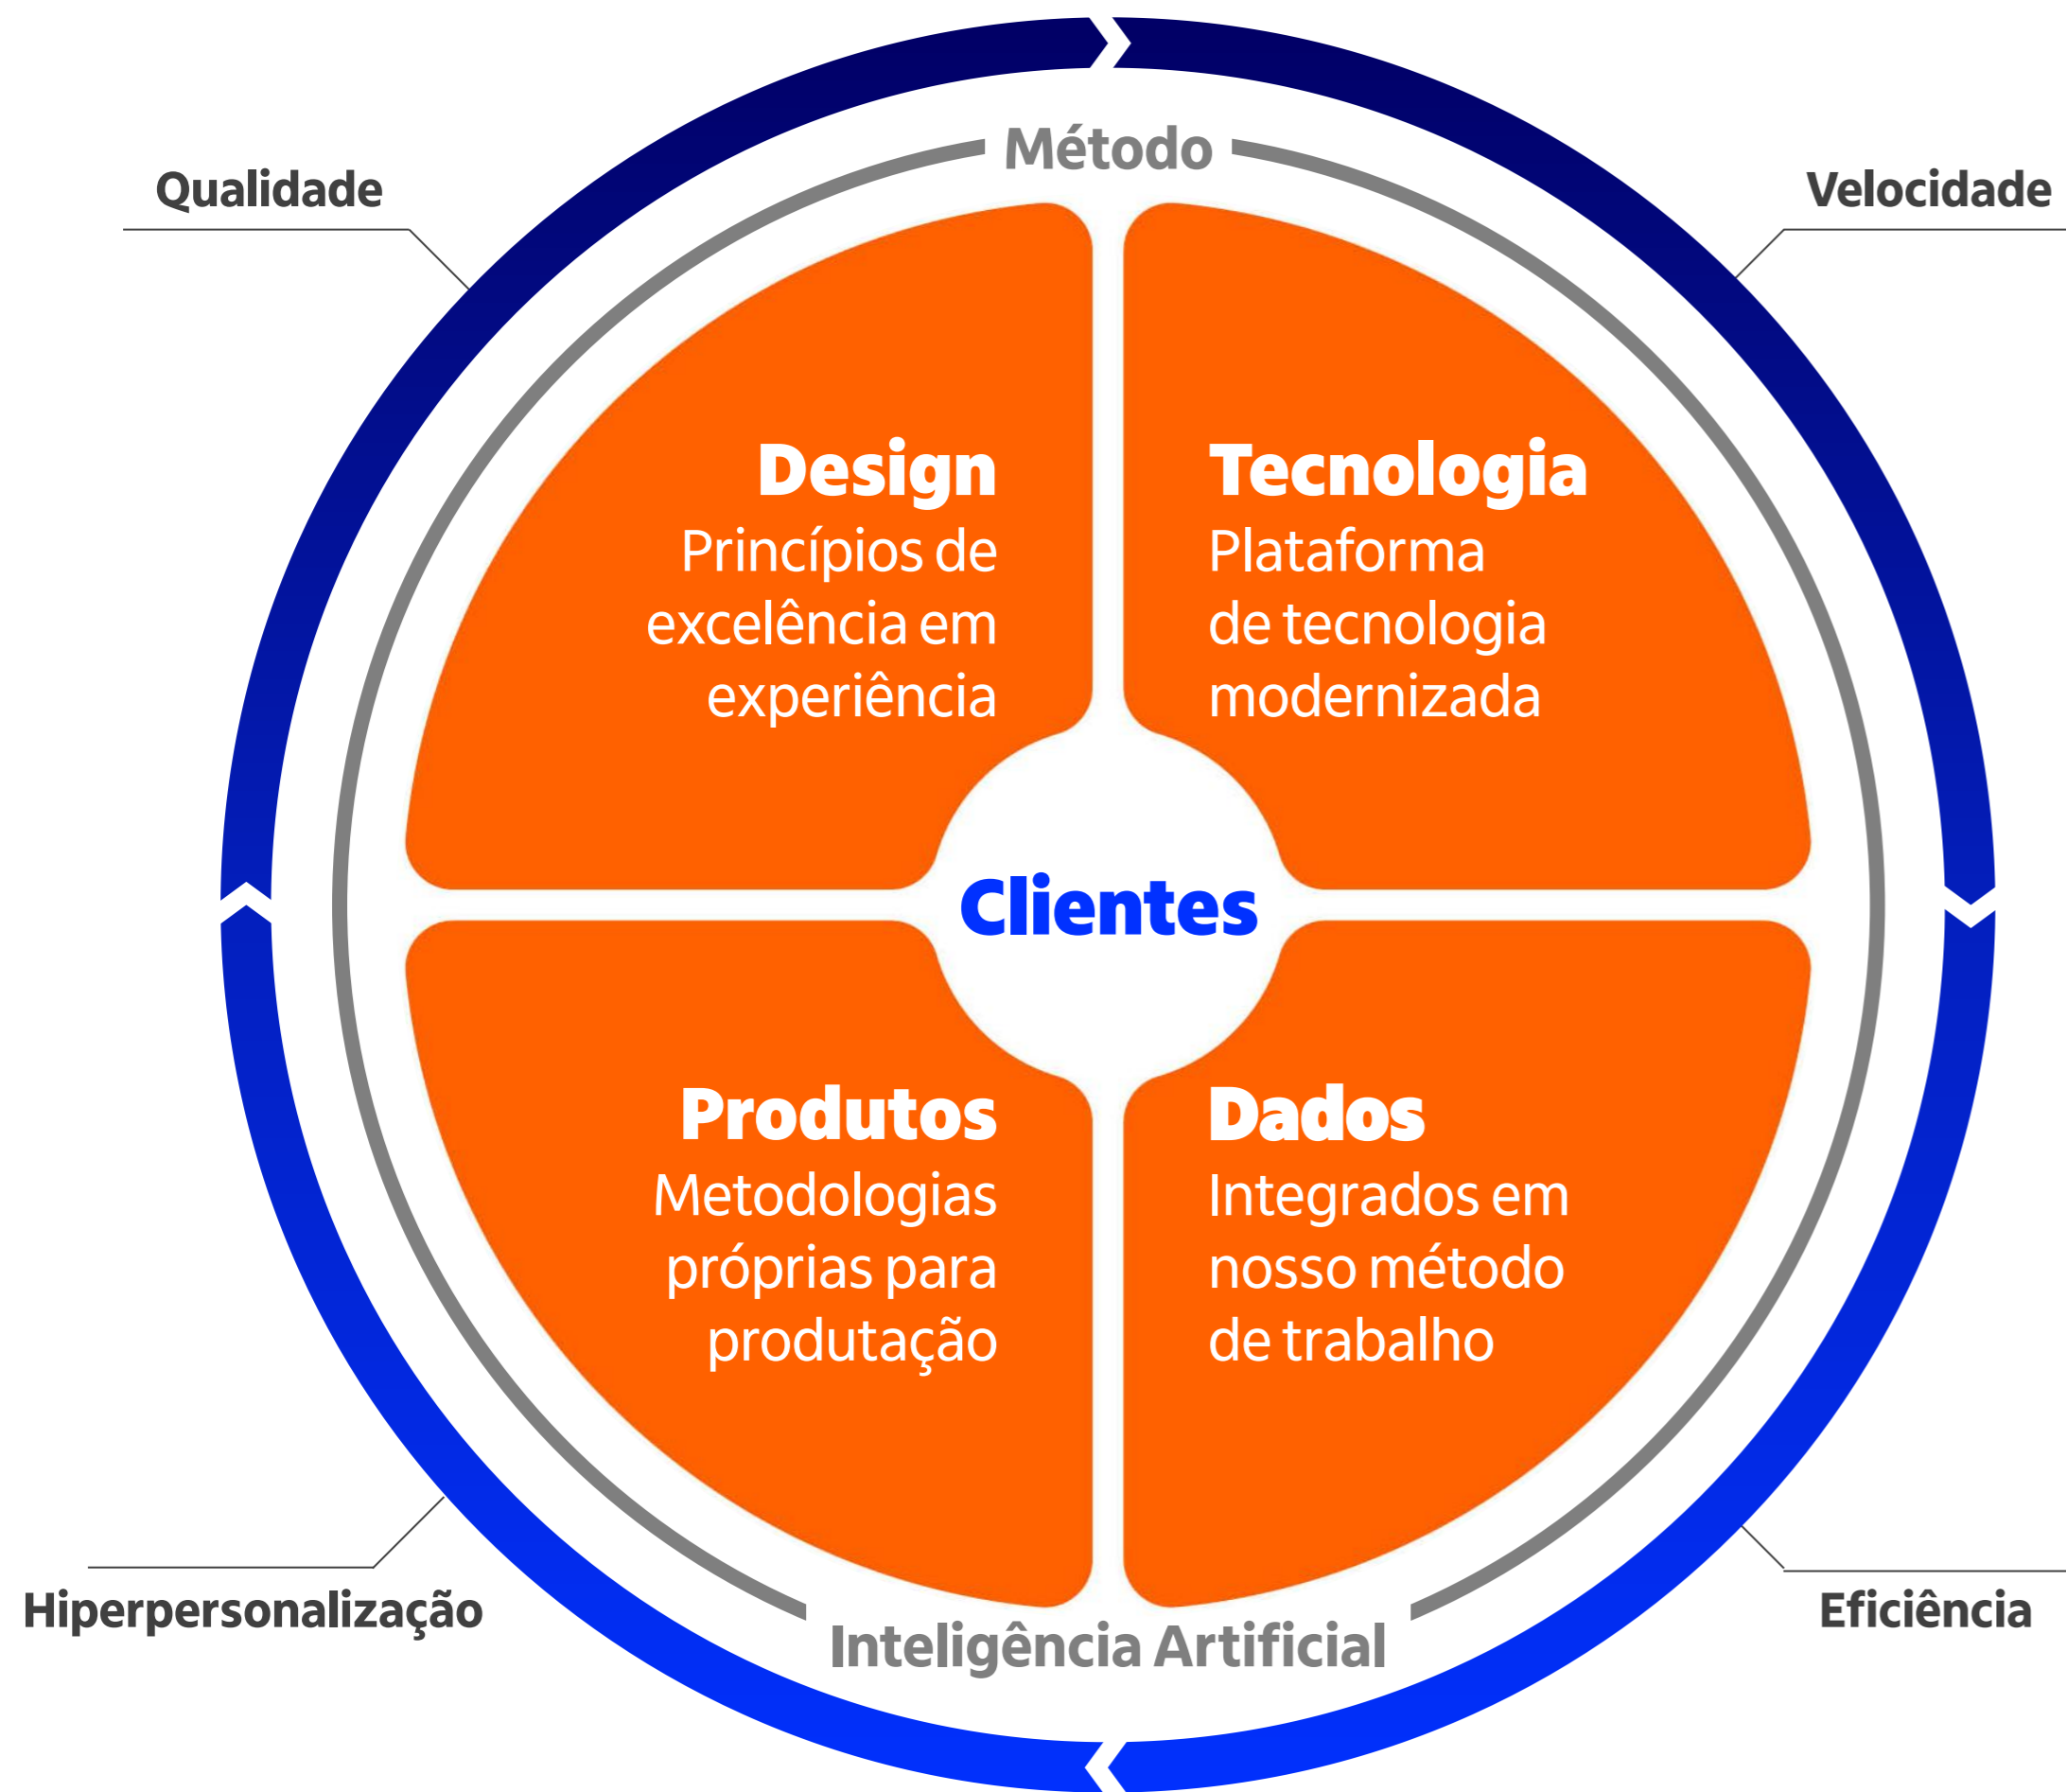 Método
Qualidade
Velocidade
Design
Princípios de
excelência em
experiência
Tecnologia
Plataforma
de tecnologia
modernizada
Clientes
Produtos
Metodologias
próprias para
produtação
Dados
Integrados em
nosso método
de trabalho
Hiperpersonalização
Eficiência
Inteligência Artificial